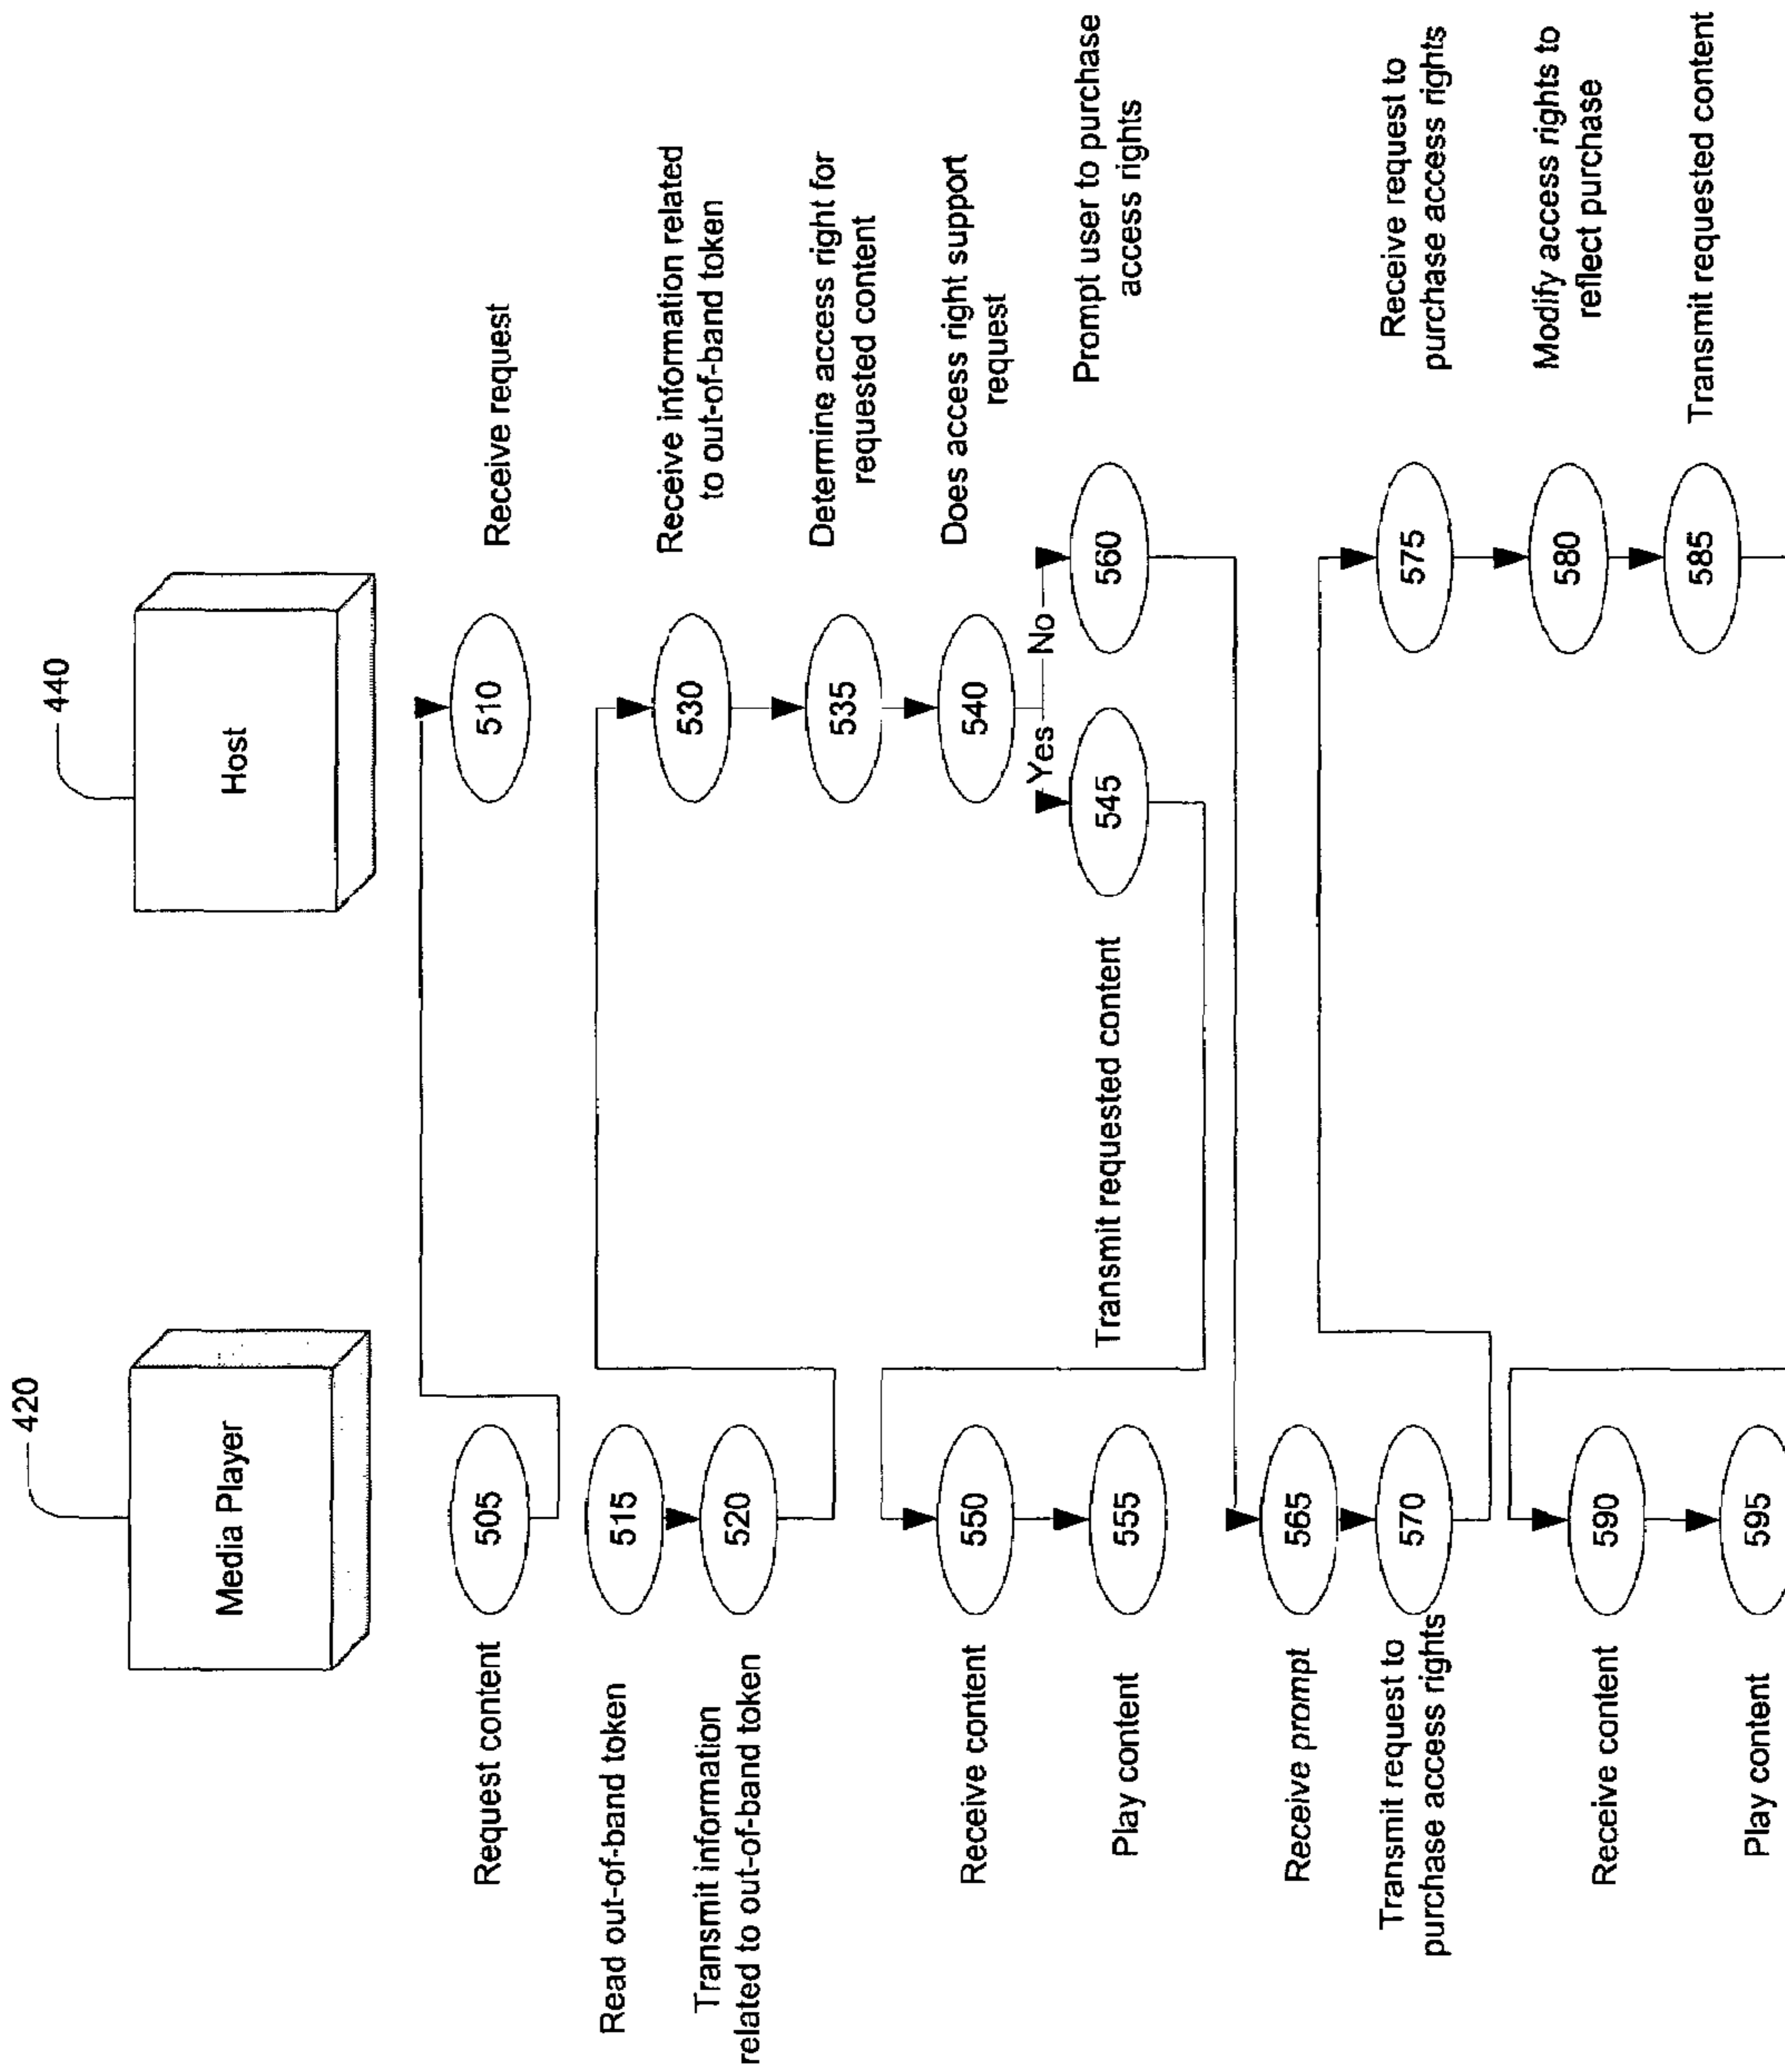 420
Media Player
440
Host
Request content
505
510
Receive request
Read out-of-band token
515
Transmit information
related to out-of-band token
520
530
Receive information related
to out-of-band token
535
Determine access right for
requested content
540
Does access right support
request
Yes
No
545
Transmit requested content
560
Prompt user to purchase
access rights
Receive content
550
Play content
555
Receive prompt
565
Transmit request to
purchase access rights
570
575
Receive request to
purchase access rights
580
Modify access rights to
reflect purchase
585
Transmit requested content
Receive content
590
Play content
595